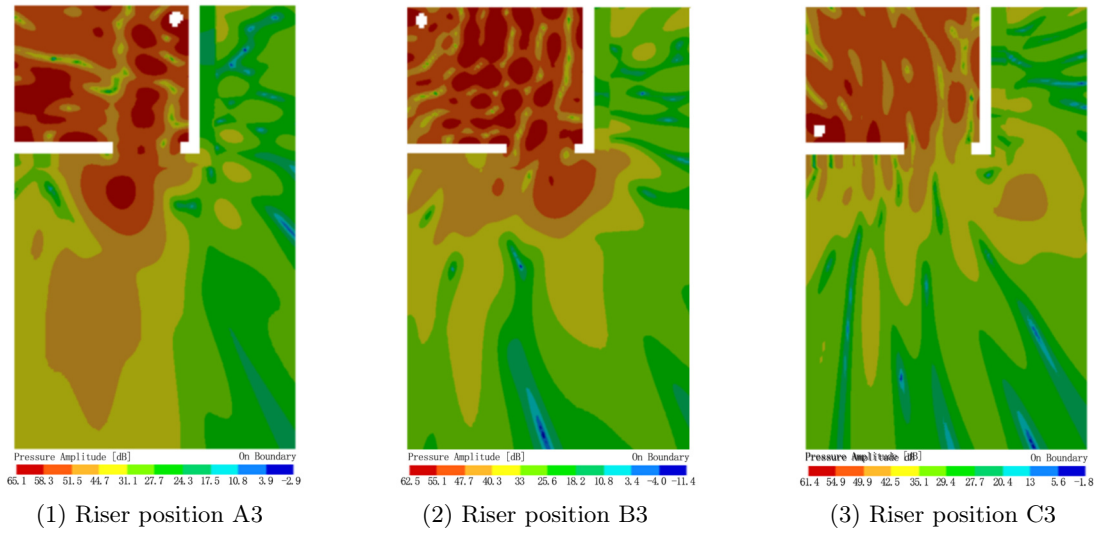 Pressure Amplitude [dB] On Boundary
65.1 58.3 51.5 44.7 31.1 27.7 24.3 17.5 10.8 3.9 -2.9
(1) Riser position A3
Pressure Amplitude [dB] On Boundary
62.5 55.1 47.7 40.3 33 25.6 18.2 10.8 3.4 -4.0 -11.4
(2) Riser position B3
Pressure Amplitude dB On Boundary
61.4 54.9 49.9 42.5 35.1 29.4 27.7 20.4 13 5.6 -1.8
(3) Riser position C3